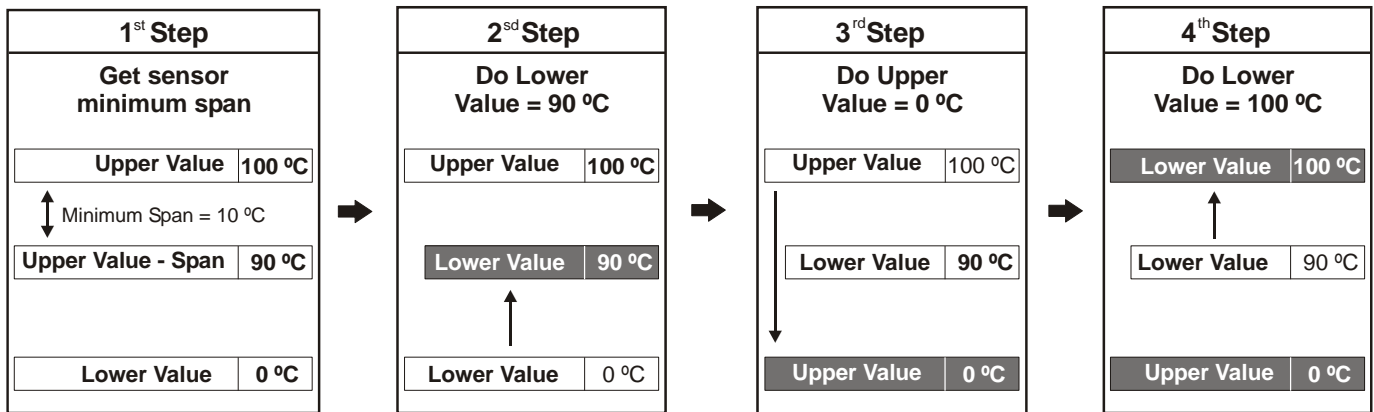 1st Step
Get sensor
minimum span
Upper Value 100 ºC
Minimum Span = 10 ºC
Upper Value - Span 90 ºC
Lower Value 0 ºC
2sd Step
Do Lower
Value = 90 ºC
Upper Value 100 ºC
Lower Value 90 ºC
Lower Value 0 ºC
3rd Step
Do Upper
Value = 0 ºC
Upper Value 100 ºC
Lower Value 90 ºC
Upper Value 0 ºC
4th Step
Do Lower
Value = 100 ºC
Lower Value 100 ºC
Lower Value 90 ºC
Upper Value 0 ºC